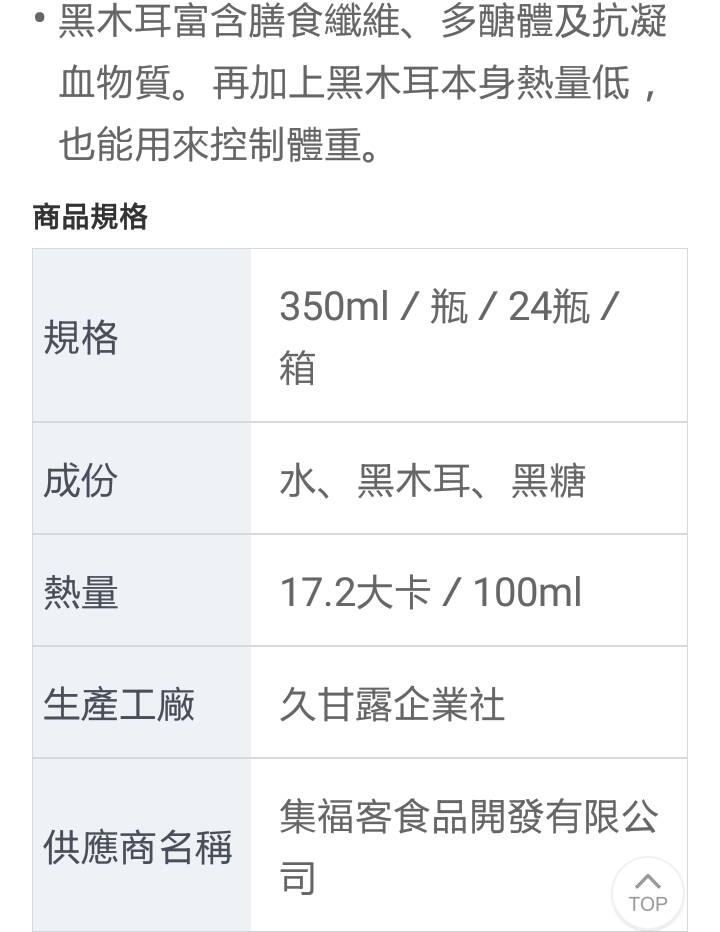 • 黑木耳富含膳食纖維、多醣體及抗凝
血物質。再加上黑木耳本身熱量低，
也能用來控制體重。
商品規格
規格
350ml / 瓶 / 24瓶 /
箱
成份
水、黑木耳、黑糖
熱量
17.2大卡 / 100ml
生產工廠
久甘露企業社
供應商名稱
集福客食品開發有限公
司
TOP